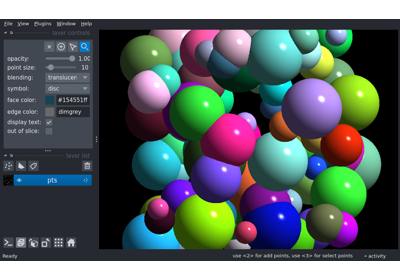 File View Plugins Window Help
layer controls
opacity: 1.00
point size: 10
blending: translucen
symbol: disc
face color: #154551ff
edge color: dimgrey
display text:
out of slice:
layer list
pts
Ready
use <2> for add points, use <3> for select points
activity